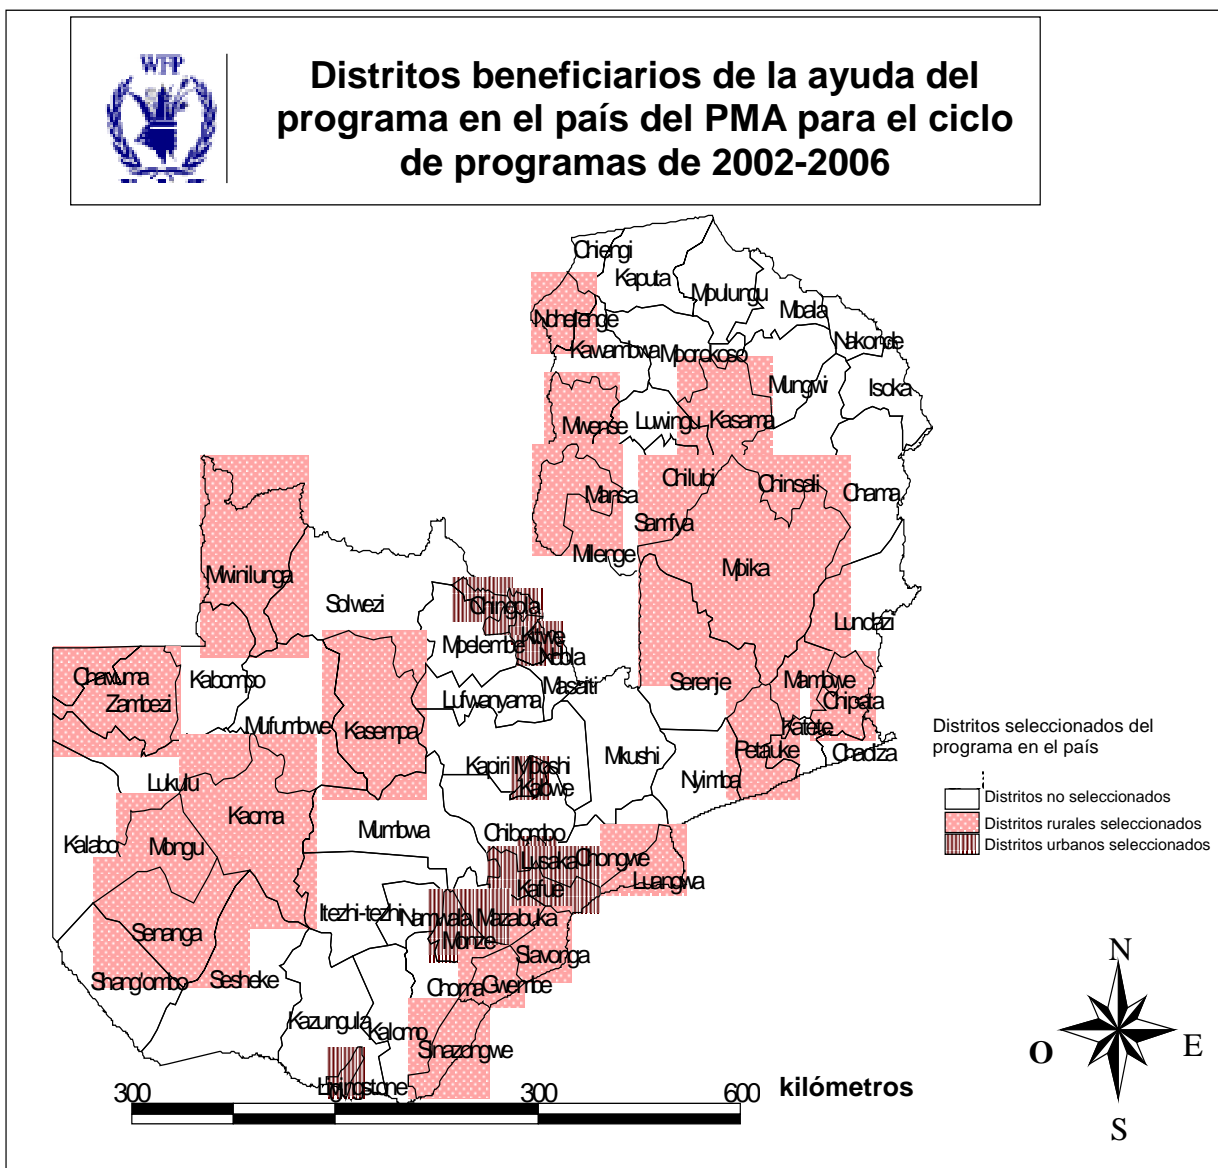 WFP
Distritos beneficiarios de la ayuda del
programa en el país del PMA para el ciclo
de programas de 2002-2006
Chiengi
Kaputa
Mpulungu
Mbala
Nchelenge
Nakonde
Kawambwa
Mporokoso
Mungwi
Isoka
Mwense
Luwingu
Kasama
Chilubi
Chinsali
Chama
Mansa
Samfya
Milenge
Mpika
Mwinilunga
Solwezi
Chingola
Lundazi
Mpelembe
Kitwe
Ndola
Chavuma
Kabompo
Zambezi
Masaiti
Serenje
Mambwe
Chipata
Lufwanyama
Mufumbwe
Kasempa
Katete
Petauke
Chadiza
Distritos seleccionados del
programa en el país
Kapiri
Mposhi
Mkushi
Nyimba
Lukulu
Kabwe
Distritos no seleccionados
Kaoma
Mumbwa
Chibombo
Distritos rurales seleccionados
Kalabo
Mongu
Lusaka
Chongwe
Distritos urbanos seleccionados
Kafue
Luangwa
Itezhi-tezhi
Namwala
Mazabuka
Senanga
Monze
Siavonga
Shang'ombo
Sesheke
Choma
Gwembe
Kazungula
Kalomo
Sinazongwe
Livingstone
N
O
E
S
300
0
300
600
kilómetros